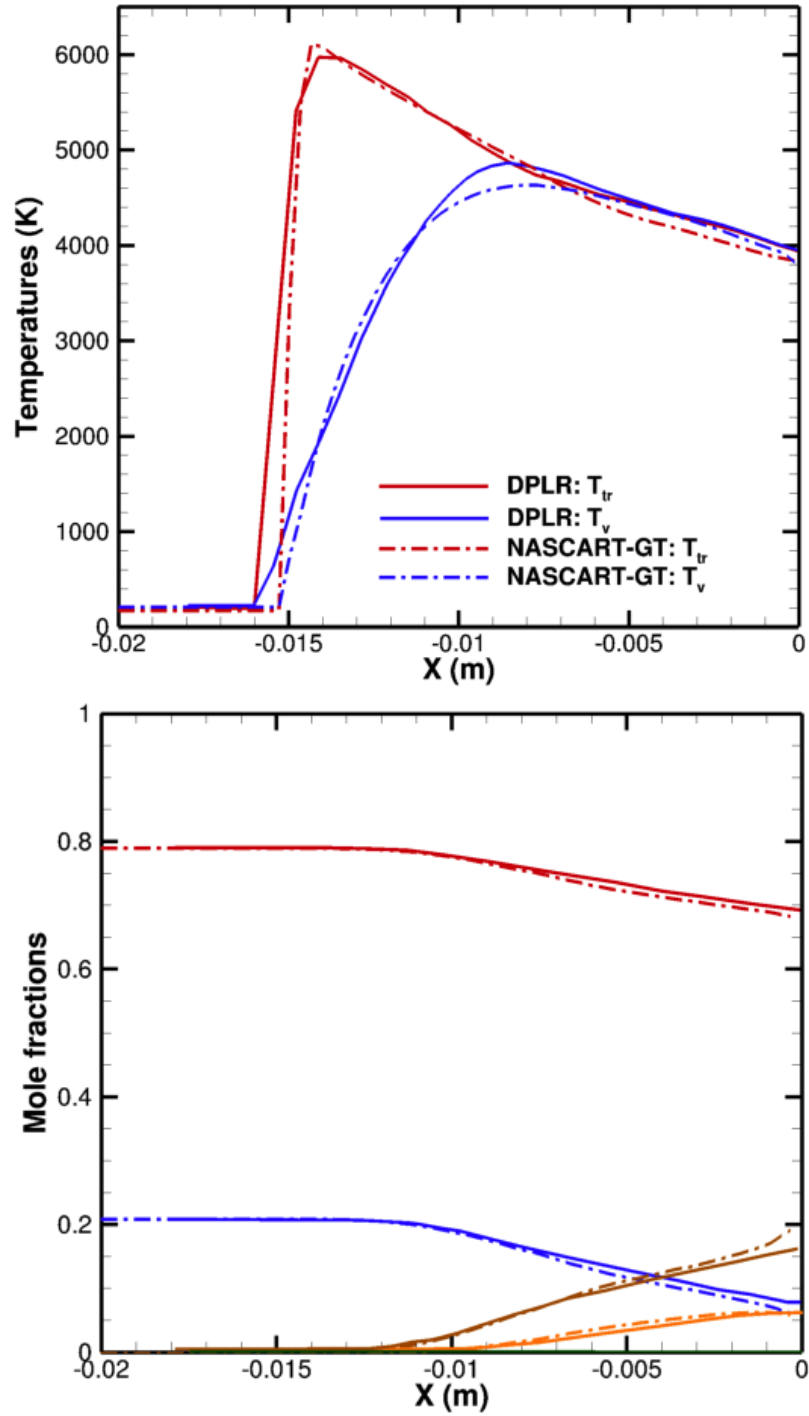 6000
5000
4000
3000
2000
1000
0
Temperatures (K)
DPLR: Ttr
DPLR: Tv
NASCART-GT: Ttr
NASCART-GT: Tv
-0.02 -0.015 -0.01 -0.005 0
X (m)
1
0.8
0.6
0.4
0.2
0
Mole fractions
-0.02 -0.015 -0.01 -0.005 0
X (m)